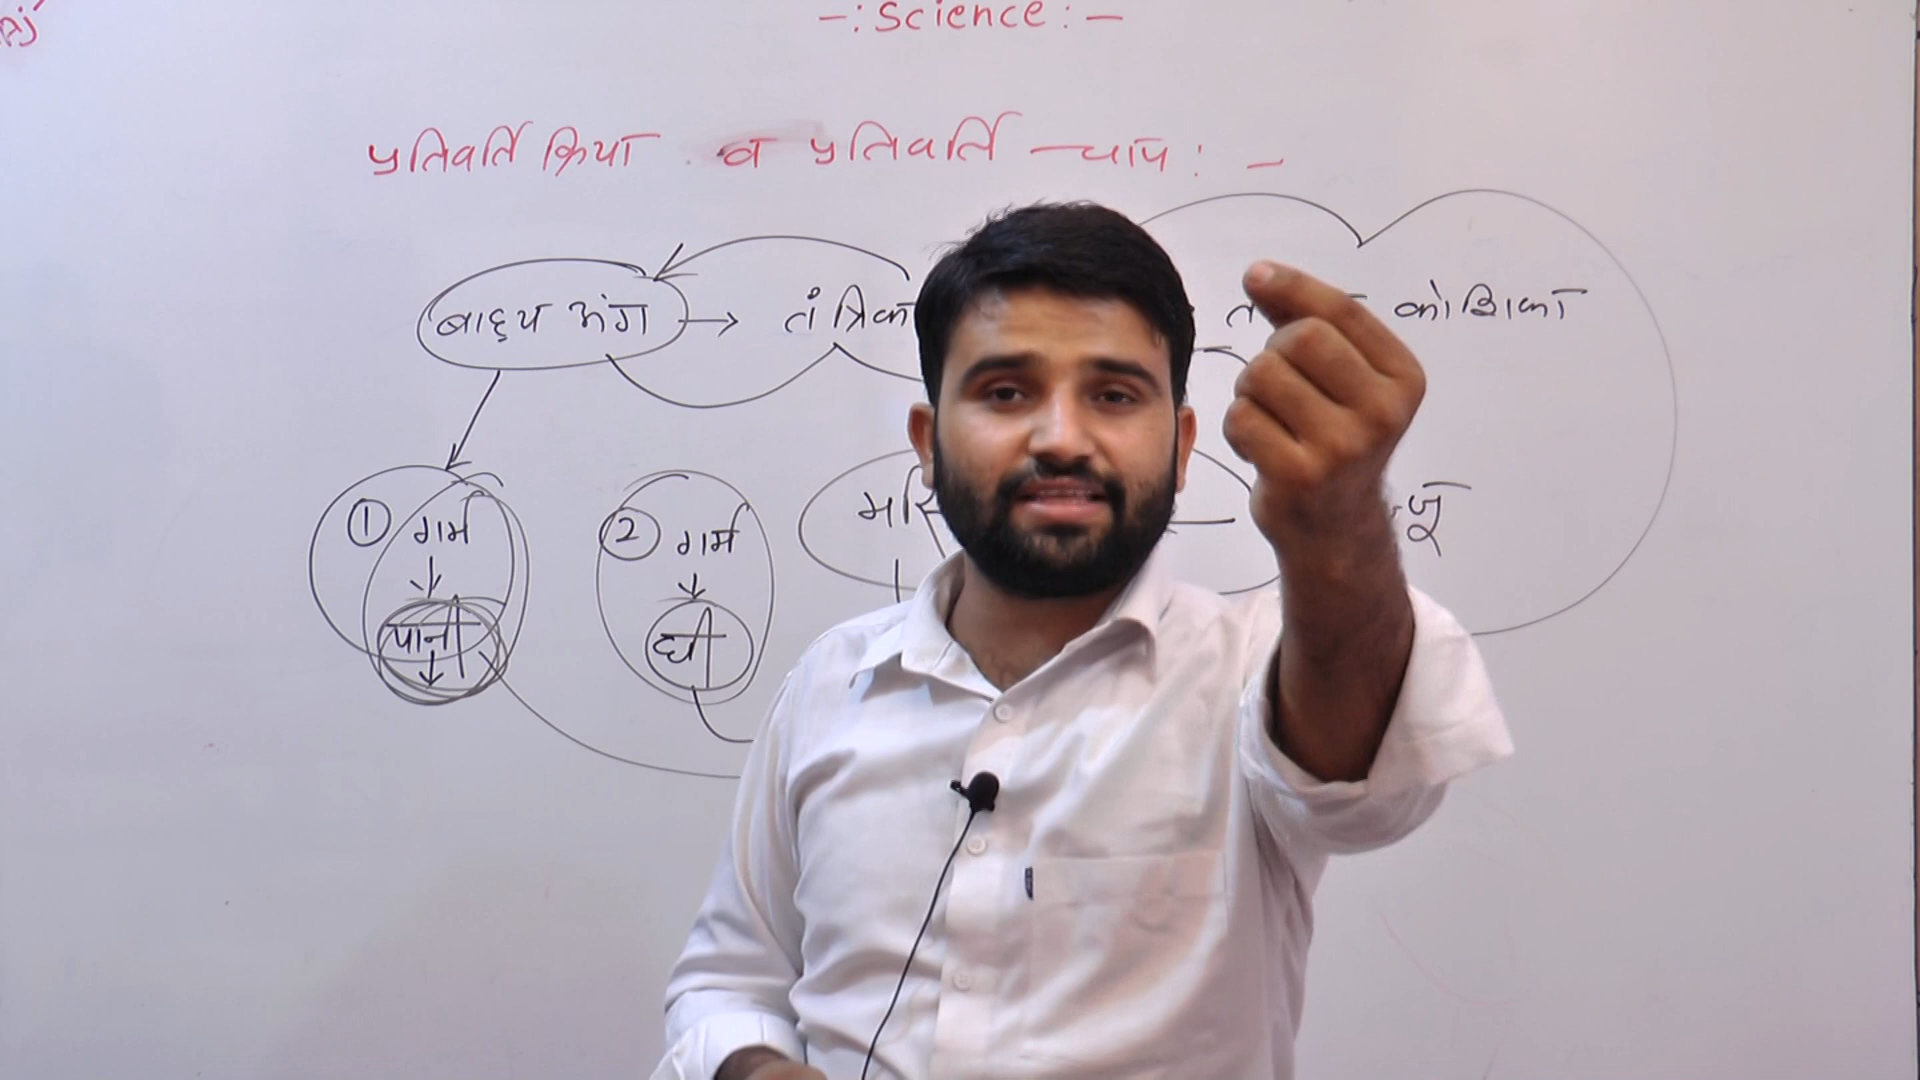 -: Science : -
प्रतिवर्ति क्रिया व प्रतिवर्ति चाप : -
बाह्य अंग → तंत्रिका कोशिका
① गर्म ② गर्म
पानी घी